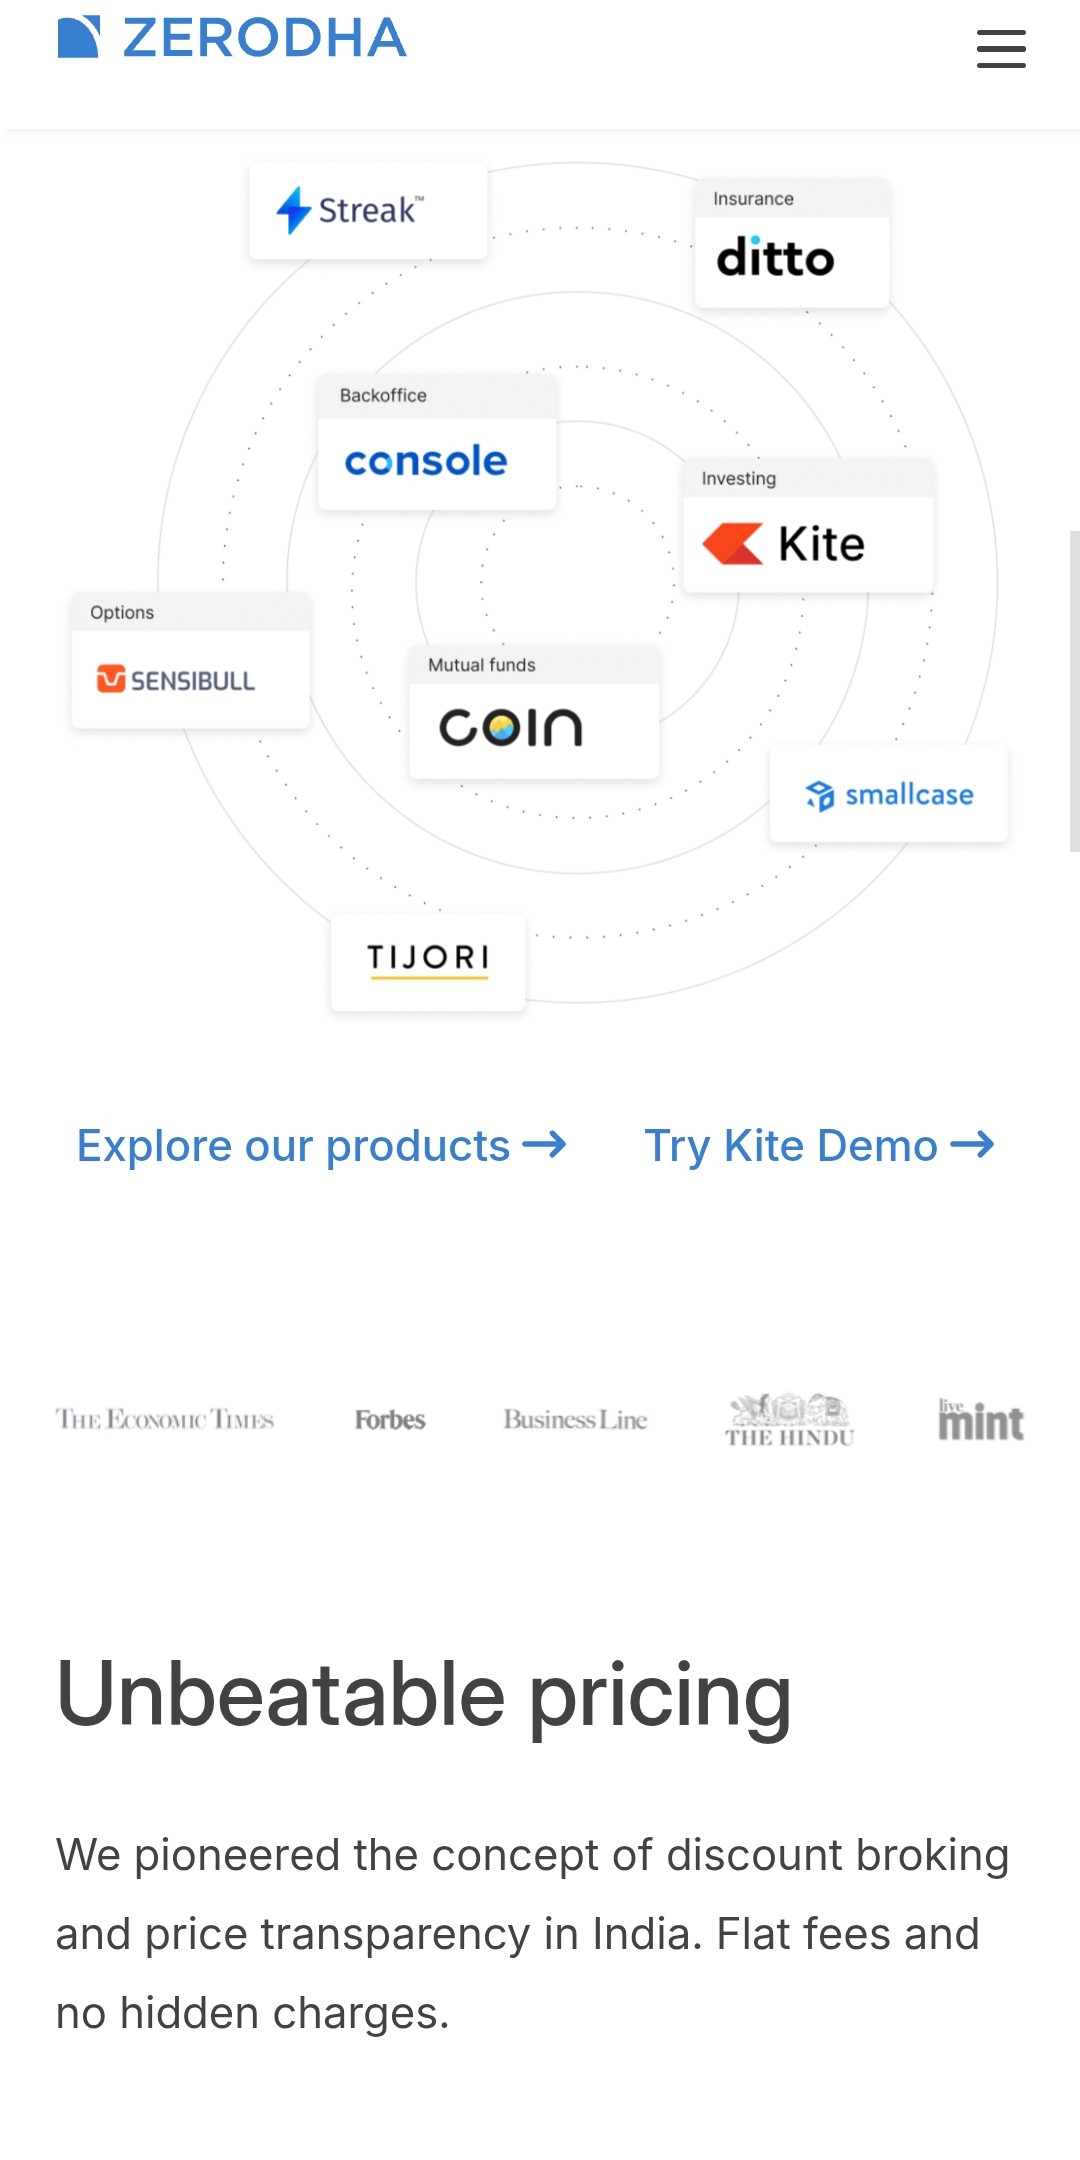 ZERODHA
Streak™
Insurance
ditto
Backoffice
console
Investing
Kite
Options
SENSIBULL
Mutual funds
coin
smallcase
TIJORI
Explore our products → Try Kite Demo →
THE ECONOMIC TIMES Forbes Business Line THE HINDU live mint
Unbeatable pricing
We pioneered the concept of discount broking
and price transparency in India. Flat fees and
no hidden charges.